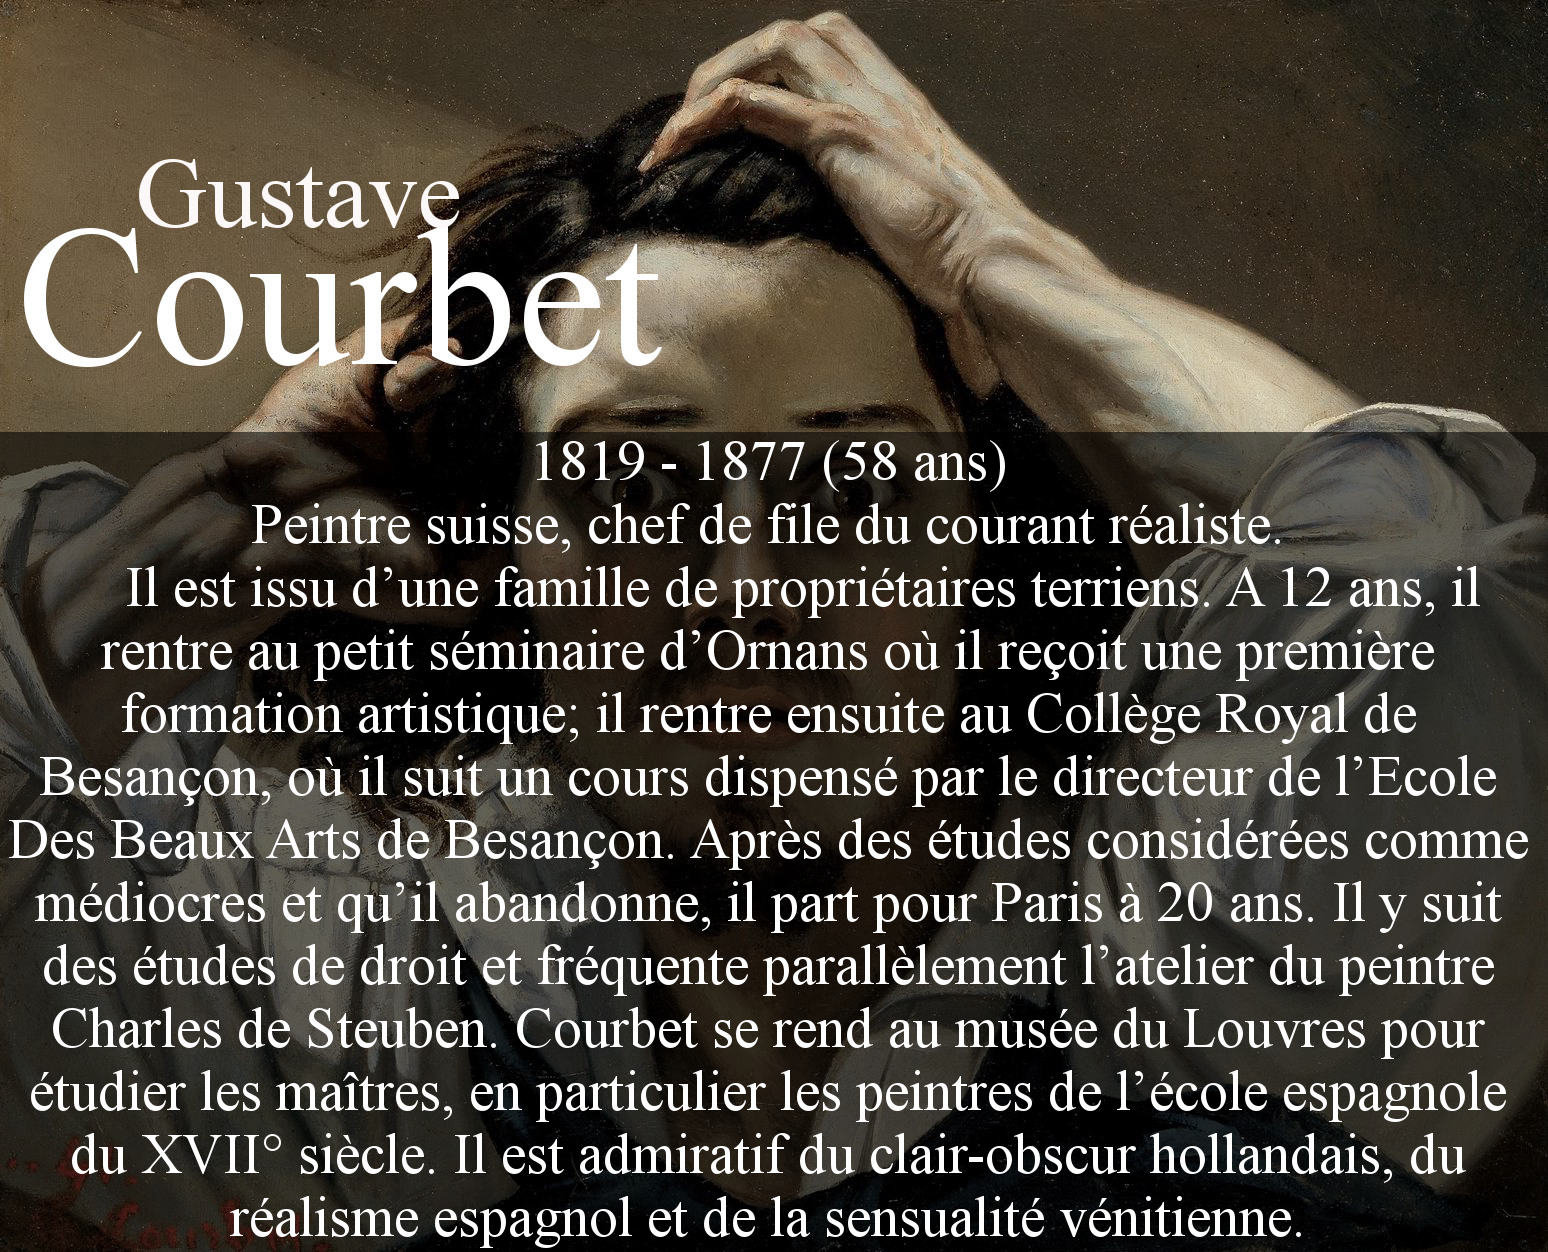 Gustave
Courbet
1819 - 1877 (58 ans)
Peintre suisse, chef de file du courant réaliste.
Il est issu d’une famille de propriétaires terriens. A 12 ans, il
rentre au petit séminaire d’Ornans où il reçoit une première
formation artistique; il rentre ensuite au Collège Royal de
Besançon, où il suit un cours dispensé par le directeur de l’Ecole
Des Beaux Arts de Besançon. Après des études considérées comme
médiocres et qu’il abandonne, il part pour Paris à 20 ans. Il y suit
des études de droit et fréquente parallèlement l’atelier du peintre
Charles de Steuben. Courbet se rend au musée du Louvres pour
étudier les maîtres, en particulier les peintres de l’école espagnole
du XVII° siècle. Il est admiratif du clair-obscur hollandais, du
réalisme espagnol et de la sensualité vénitienne.